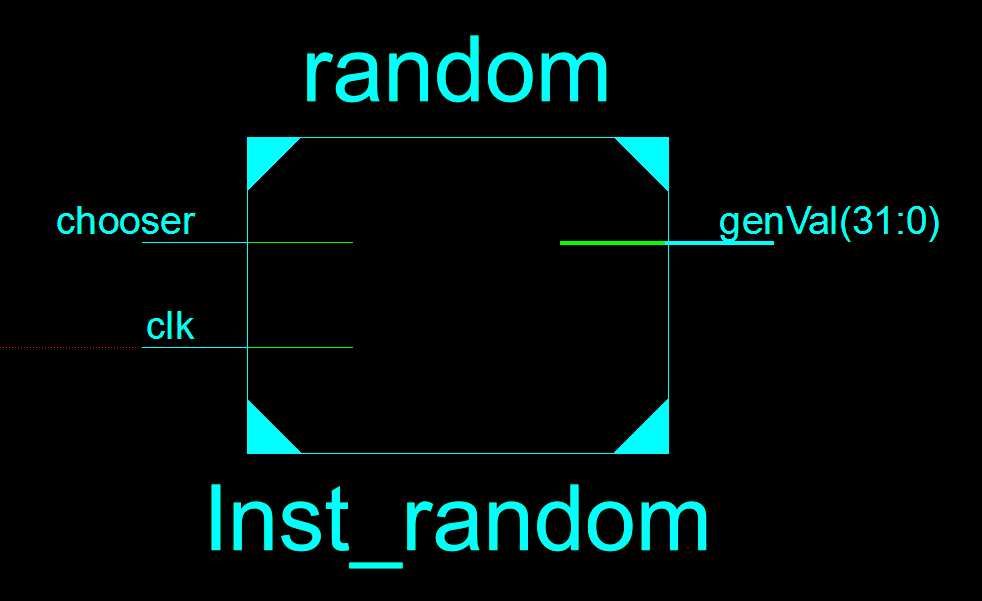 random
chooser
genVal(31:0)
clk
Inst_random